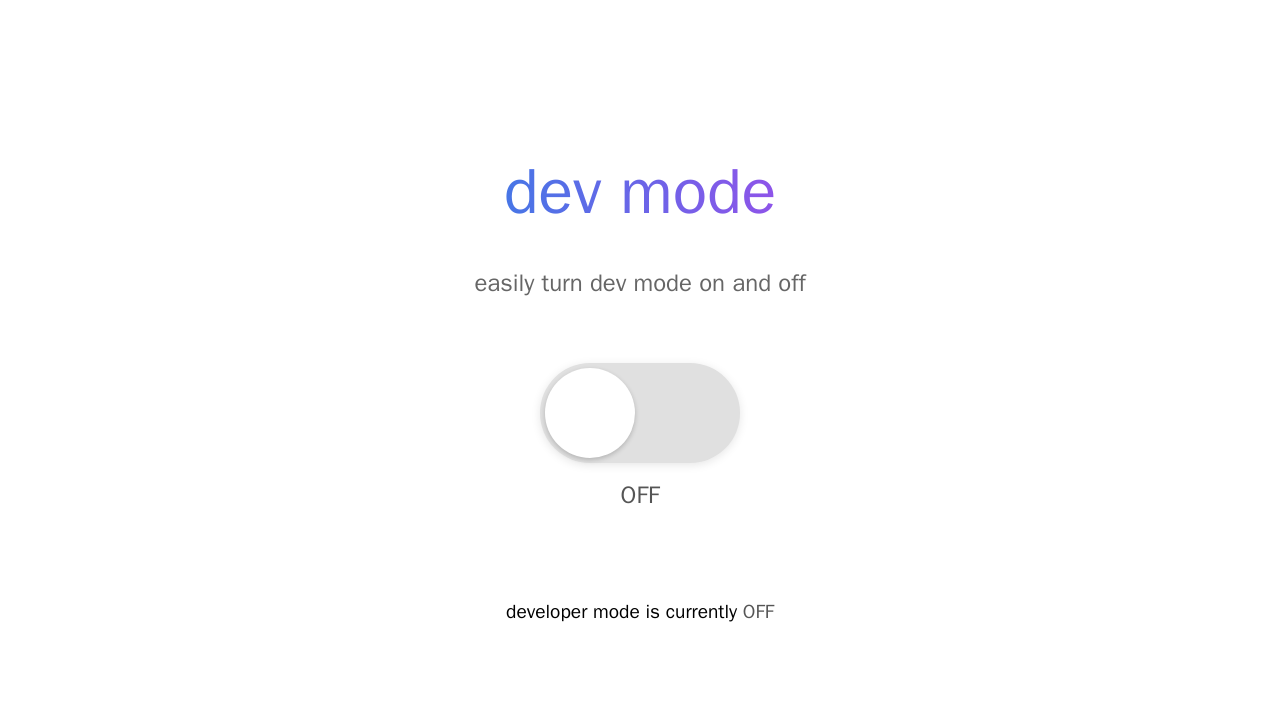 dev mode
easily turn dev mode on and off
OFF
developer mode is currently OFF